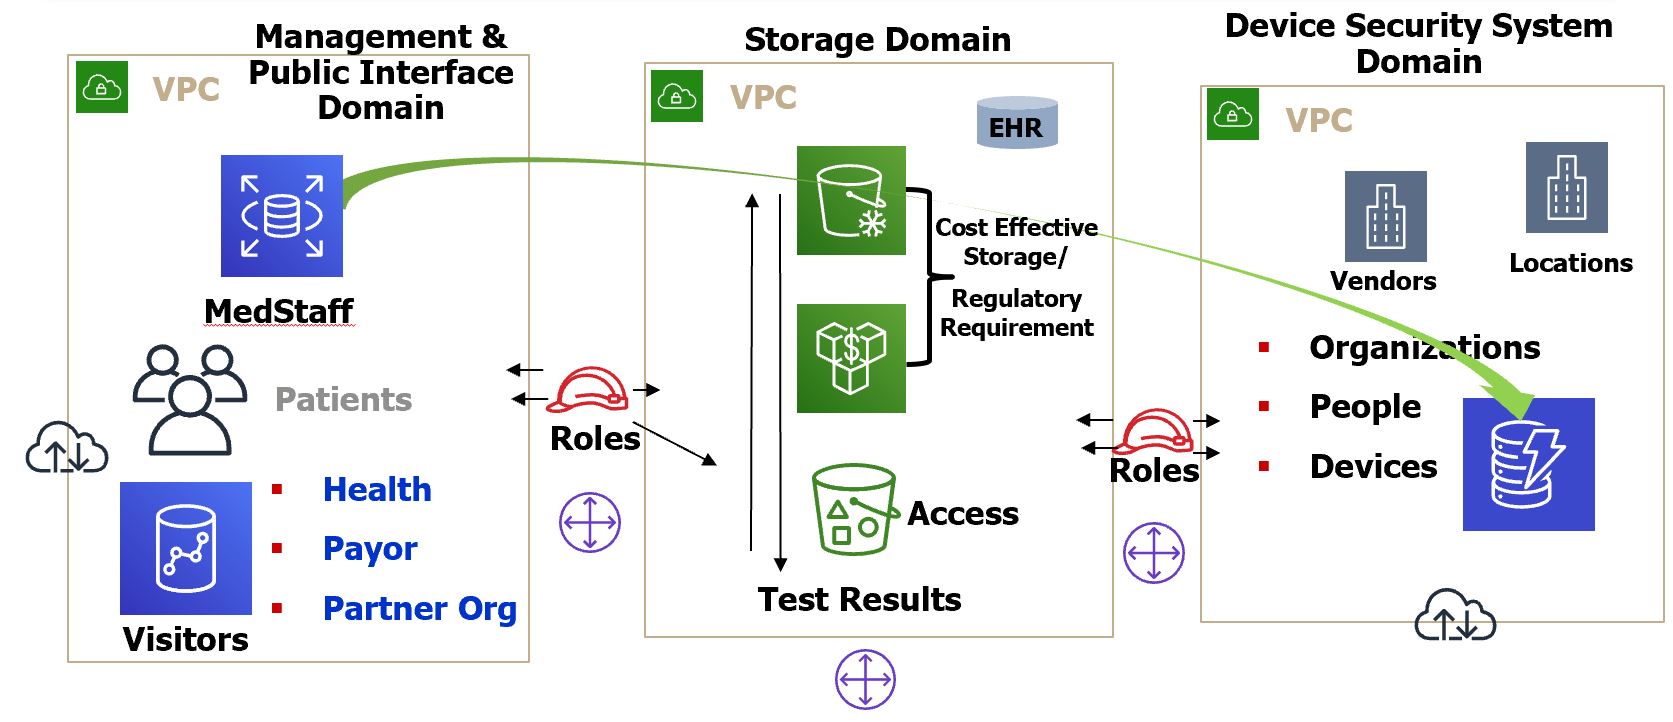 Management &
Public Interface
Domain
VPC
MedStaff
Patients
Health
Payor
Partner Org
Visitors
Roles
Storage Domain
VPC
EHR
Cost Effective
Storage/
Regulatory
Requirement
Access
Test Results
Roles
Device Security System
Domain
VPC
Vendors
Locations
Organizations
People
Devices